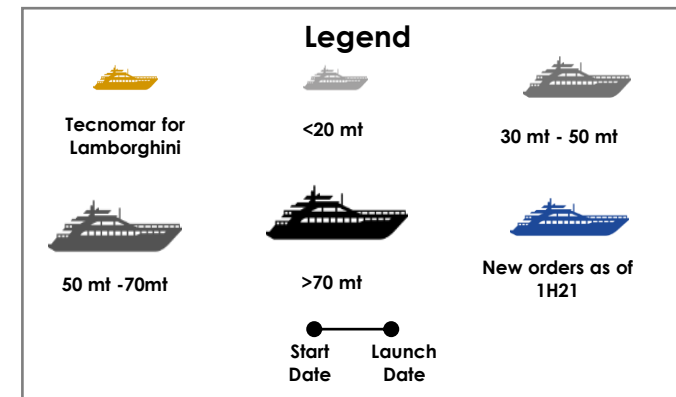 Legend
Tecnomar for
Lamborghini
<20 mt
30 mt - 50 mt
50 mt -70mt
>70 mt
New orders as of
1H21
Start
Date
Launch
Date